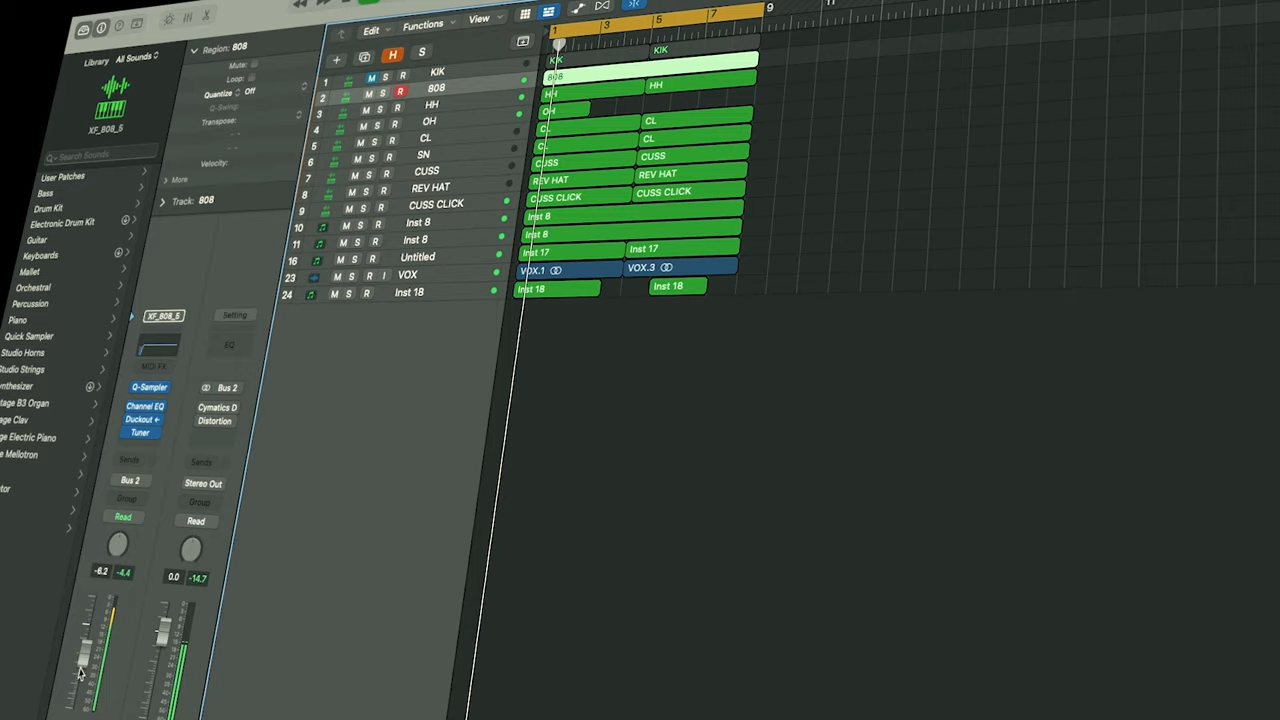 Library
All Sounds
XF_808_5
Search Sounds
User Patches
Bass
Drum Kit
Electronic Drum Kit
Guitar
Keyboards
Mallet
Orchestral
Percussion
Piano
Quick Sampler
Studio Horns
Studio Strings
Region: 808
Mute:
Loop:
Quantize Off
Q-Swing:
Transpose:
Velocity:
More
Track: 808
XF_808_5
Setting
EQ
MIDI FX
Q-Sampler
Bus 2
Channel EQ
Cymatics D
Duckout
Distortion
Tuner
Sends
Sends
Bus 2
Stereo Out
Group
Group
Read
Read
-6.2 -4.4
0.0 -14.7
Edit Functions View
H S
1 3 5 7 9 11
1 M S R KIK
2 M S R 808
3 M S R HH
4 M S R OH
5 M S R CL
6 M S R SN
7 M S R CUSS
8 M S R REV HAT
9 M S R CUSS CLICK
10 M S R Inst 8
11 M S R Inst 8
16 M S R Untitled
23 M S R I VOX
24 M S R Inst 18
KIK KIK
808
HH HH
OH
CL CL
CL
CUSS CUSS
REV HAT REV HAT
CUSS CLICK CUSS CLICK
Inst 8
Inst 8
Inst 17 Inst 17
VOX.1 VOX.3
Inst 18 Inst 18